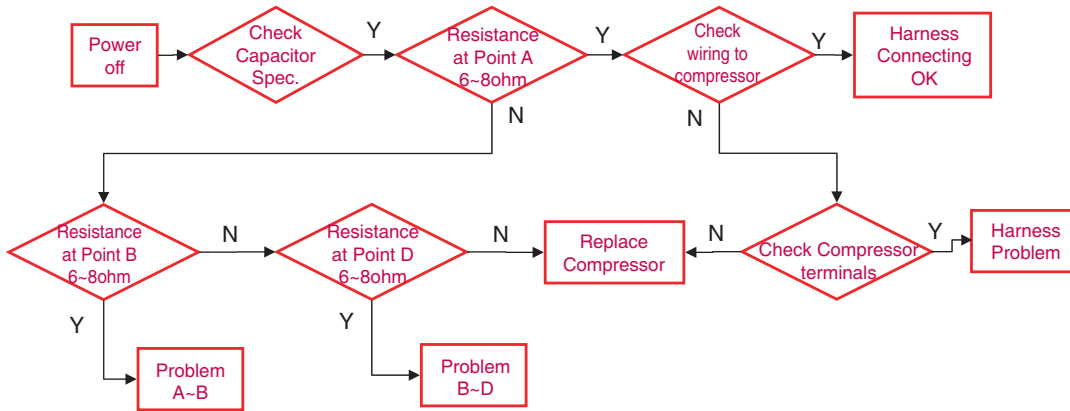 Power
off
Check
Capacitor
Spec.
Y
Resistance
at Point A
6~8ohm
Y
Check
wiring to
compressor
Y
Harness
Connecting
OK
N
N
Resistance
at Point B
6~8ohm
N
Resistance
at Point D
6~8ohm
N
Replace
Compressor
N
Check Compressor
terminals
Y
Harness
Problem
Y
Y
Problem
A~B
Problem
B~D